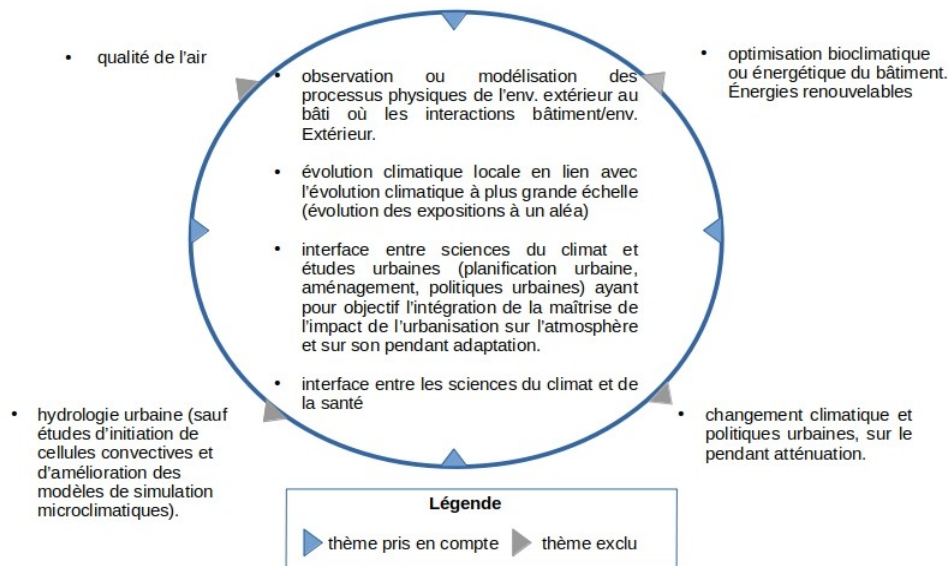 • qualité de l’air
• optimisation bioclimatique
ou énergétique du bâtiment.
Énergies renouvelables
• observation ou modélisation des
processus physiques de l’env. extérieur au
bâti où les interactions bâtiment/env.
Extérieur.
• évolution climatique locale en lien avec
l’évolution climatique à plus grande échelle
(évolution des expositions à un aléa)
• interface entre sciences du climat et
études urbaines (planification urbaine,
aménagement, politiques urbaines) ayant
pour objectif l’intégration de la maîtrise de
l’impact de l’urbanisation sur l’atmosphère
et sur son pendant adaptation.
• interface entre les sciences du climat et de
la santé
• hydrologie urbaine (sauf
études d’initiation de
cellules convectives et
d’amélioration des
modèles de simulation
microclimatiques).
• changement climatique et
politiques urbaines, sur le
pendant atténuation.
Légende
thème pris en compte
thème exclu